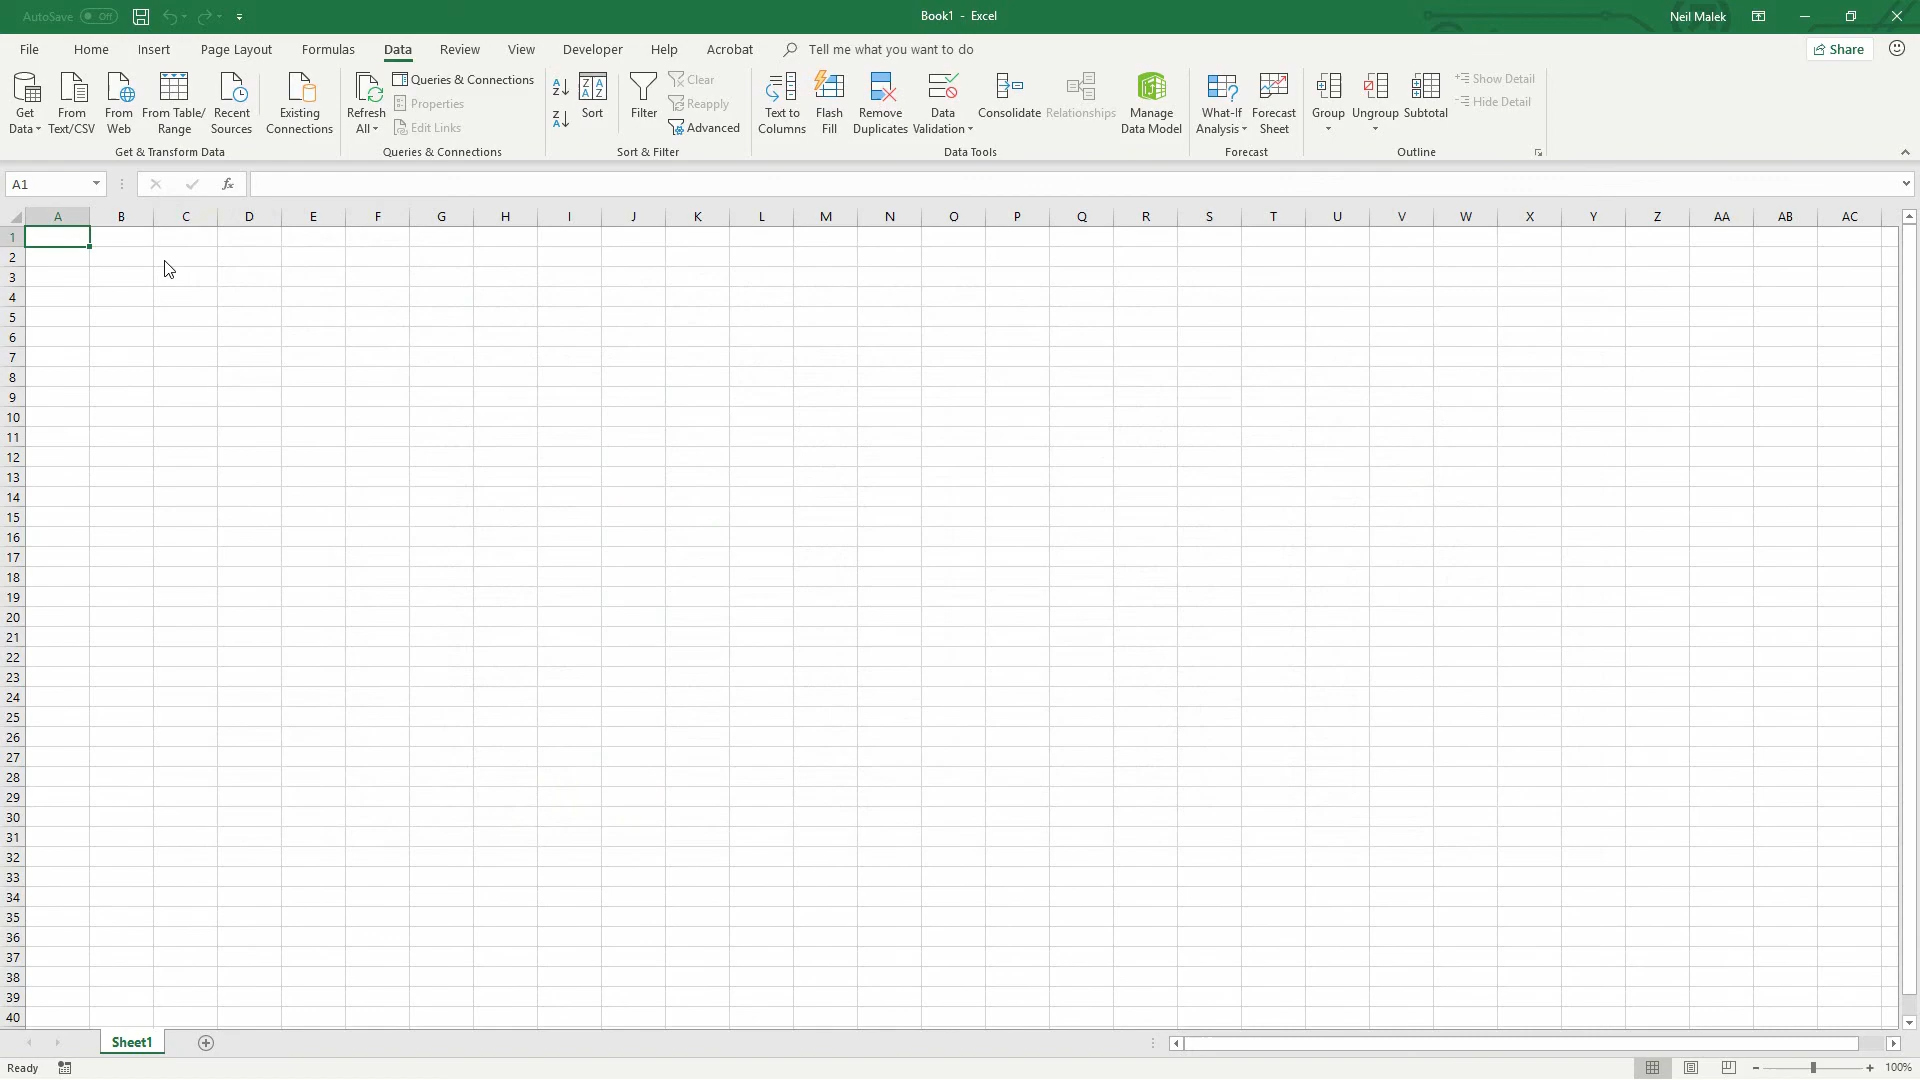 AutoSave Off
Book1 - Excel
Neil Malek
File Home Insert Page Layout Formulas Data Review View Developer Help Acrobat Tell me what you want to do Share
Get Data
From Text/CSV
From Web
From Table/ Range
Recent Sources
Existing Connections
Get & Transform Data
Refresh All
Queries & Connections
Properties
Edit Links
Queries & Connections
Sort
Filter
Clear
Reapply
Advanced
Sort & Filter
Text to Columns
Flash Fill
Remove Duplicates
Data Validation
Consolidate
Relationships
Manage Data Model
Data Tools
What-If Analysis
Forecast Sheet
Forecast
Group
Ungroup
Subtotal
Show Detail
Hide Detail
Outline
A1
fx
A B C D E F G H I J K L M N O P Q R S T U V W X Y Z AA AB AC
1
2
3
4
5
6
7
8
9
10
11
12
13
14
15
16
17
18
19
20
21
22
23
24
25
26
27
28
29
30
31
32
33
34
35
36
37
38
39
40
Sheet1
Ready
100%